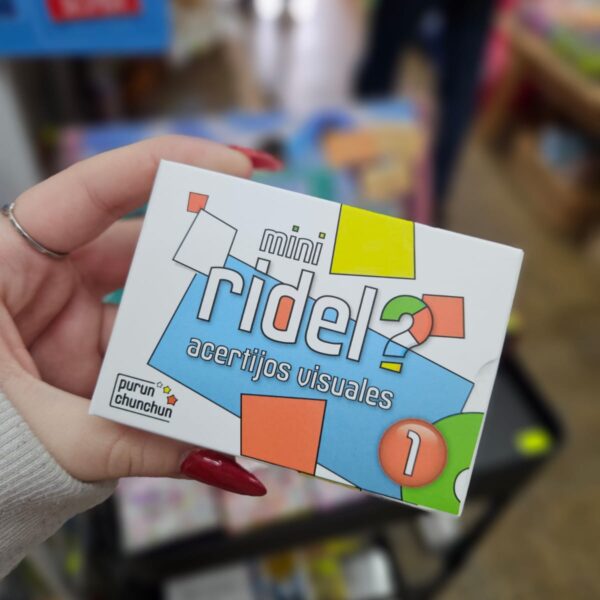 mini
ridel?
acertijos visuales
purun
chunchun
1